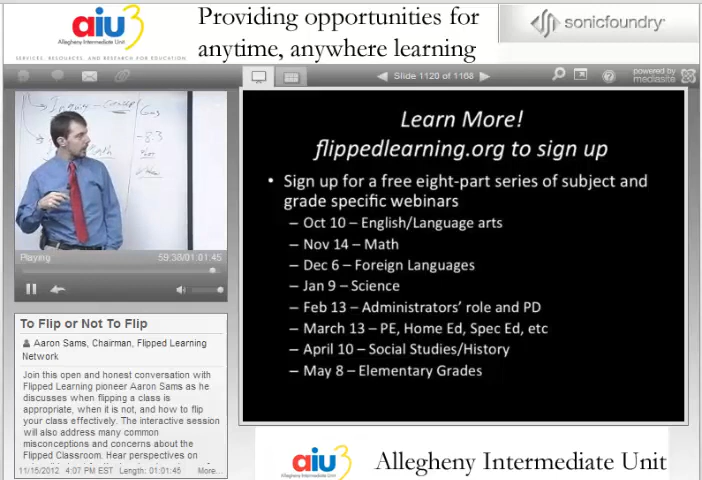 aiu3
Allegheny Intermediate Unit
SERVICES, RESOURCES, AND RESEARCH FOR EDUCATION
Providing opportunities for
anytime, anywhere learning
sonicfoundry
Slide 1120 of 1168
powered by
mediasite
Playing
59:38/01:01:45
Learn More!
flippedlearning.org to sign up
• Sign up for a free eight-part series of subject and
grade specific webinars
– Oct 10 – English/Language arts
– Nov 14 – Math
– Dec 6 – Foreign Languages
– Jan 9 – Science
– Feb 13 – Administrators' role and PD
– March 13 – PE, Home Ed, Spec Ed, etc
– April 10 – Social Studies/History
– May 8 – Elementary Grades
To Flip or Not To Flip
Aaron Sams, Chairman, Flipped Learning
Network
Join this open and honest conversation with
Flipped Learning pioneer Aaron Sams as he
discusses when flipping a class is
appropriate, when it is not, and how to flip
your class effectively. The interactive session
will also address many common
misconceptions and concerns about the
Flipped Classroom. Hear perspectives on
11/15/2012 4:07 PM EST Length: 01:01:45 More...
aiu3
Allegheny Intermediate Unit
Allegheny Intermediate Unit